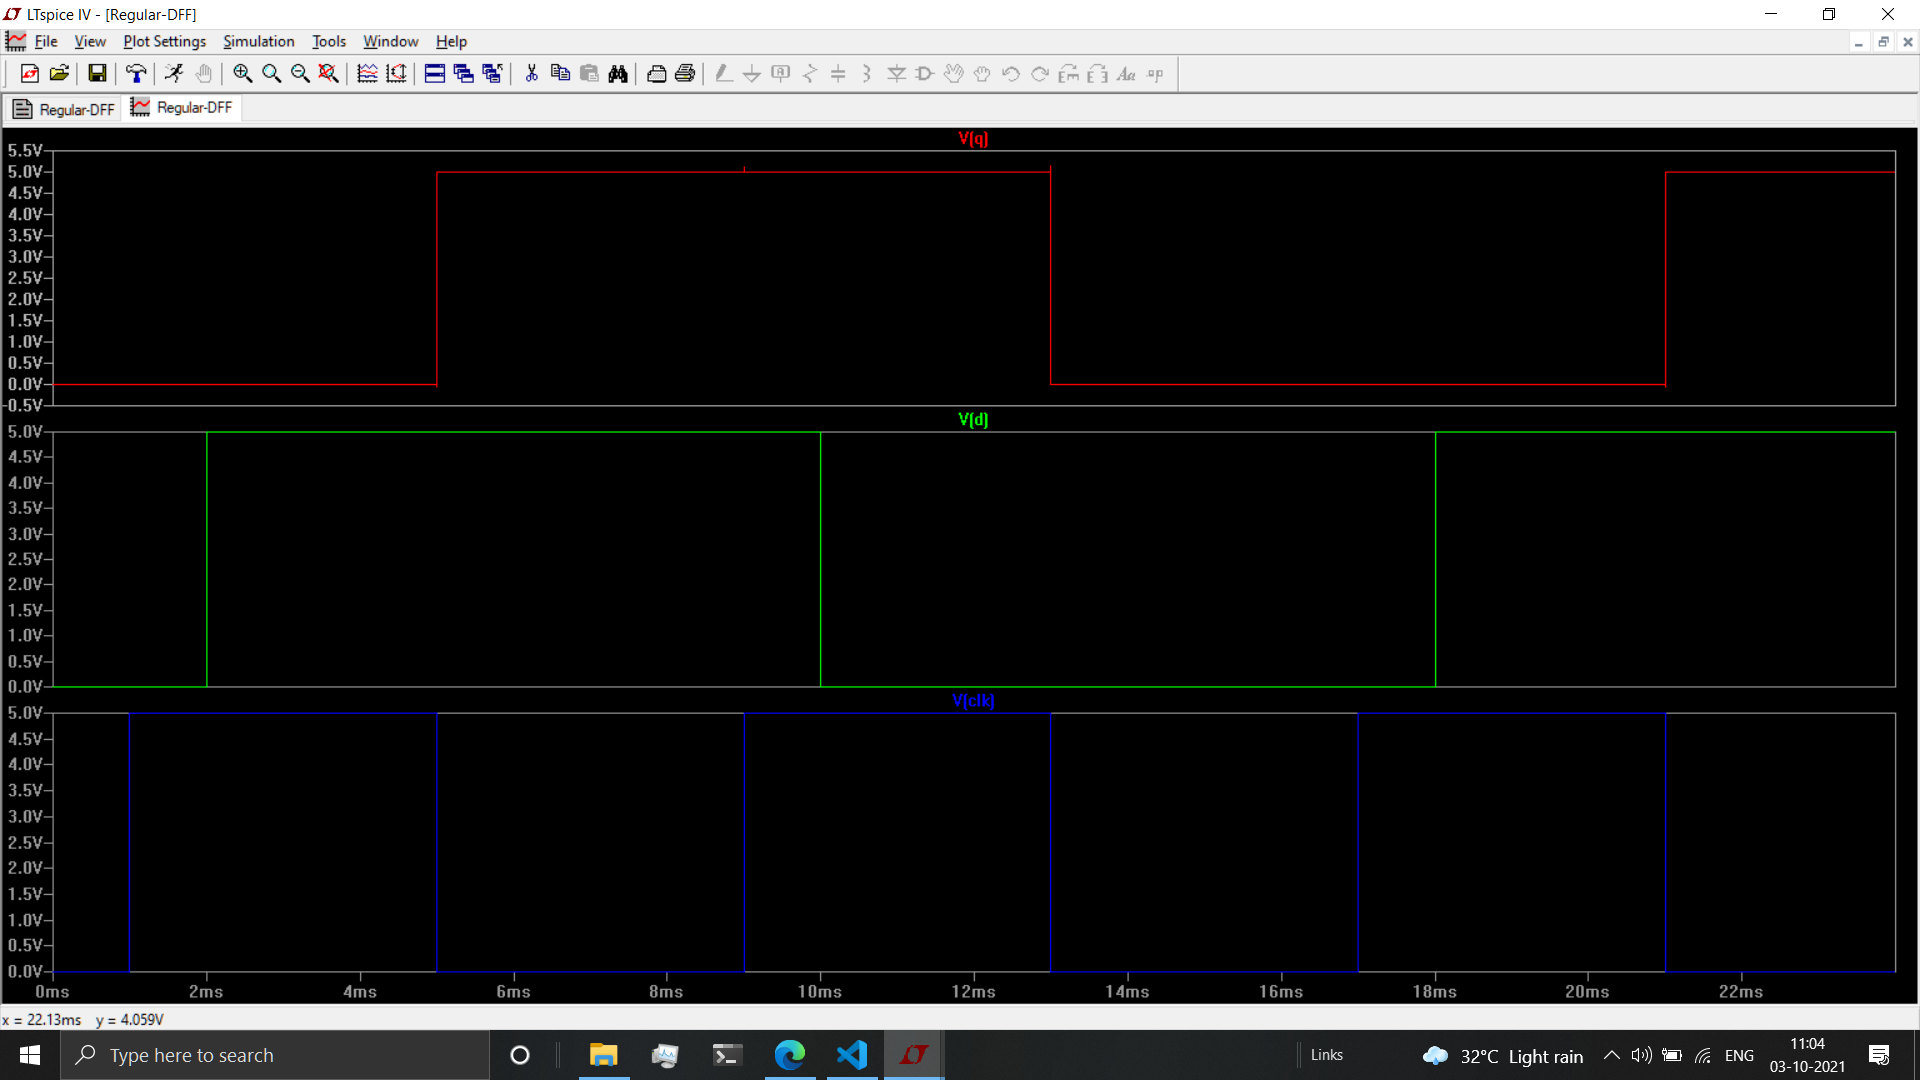 LTspice IV - [Regular-DFF]
File View Plot Settings Simulation Tools Window Help
Regular-DFF Regular-DFF
V(q)
5.5V
5.0V
4.5V
4.0V
3.5V
3.0V
2.5V
2.0V
1.5V
1.0V
0.5V
0.0V
-0.5V
V(d)
5.0V
4.5V
4.0V
3.5V
3.0V
2.5V
2.0V
1.5V
1.0V
0.5V
0.0V
V(clk)
5.0V
4.5V
4.0V
3.5V
3.0V
2.5V
2.0V
1.5V
1.0V
0.5V
0.0V
0ms 2ms 4ms 6ms 8ms 10ms 12ms 14ms 16ms 18ms 20ms 22ms
x = 22.13ms y = 4.059V
Type here to search
Links
32°C Light rain
ENG
11:04
03-10-2021